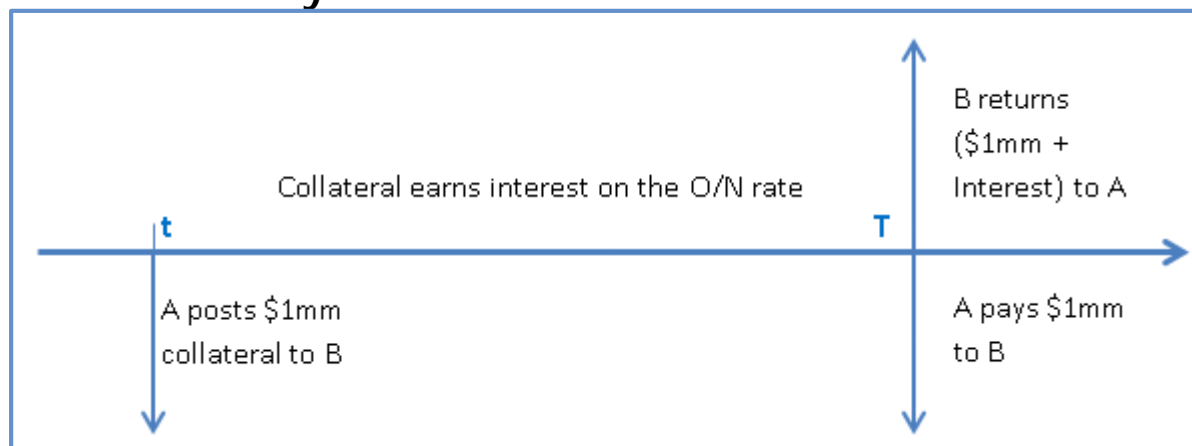 B returns
($1mm +
Interest) to A
Collateral earns interest on the O/N rate
t
T
A posts $1mm
collateral to B
A pays $1mm
to B